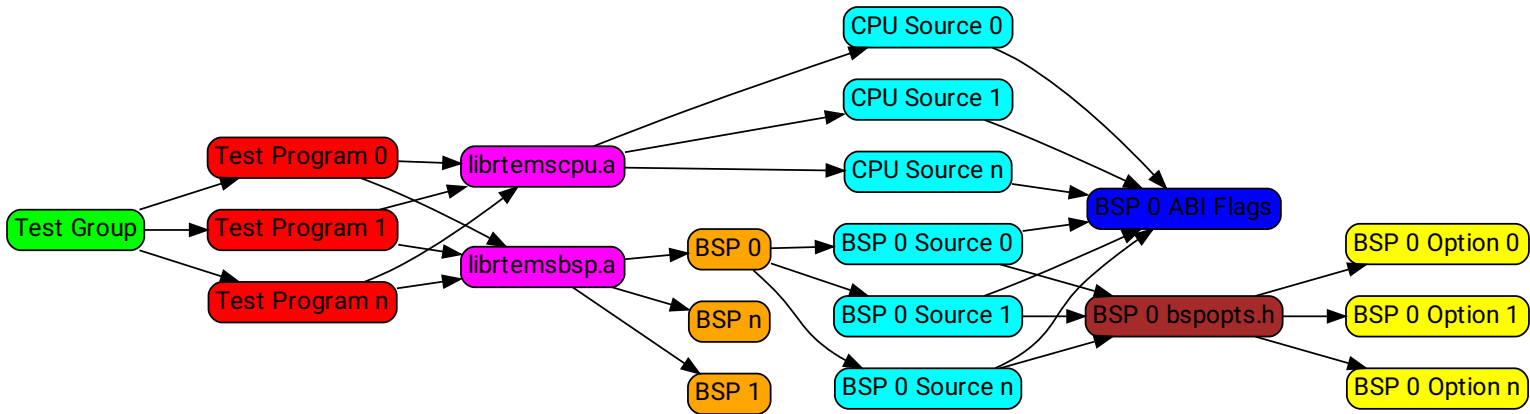 Test Group
Test Program 0
Test Program 1
Test Program n
librtemscpu.a
librtemsbsp.a
BSP 0
BSP n
BSP 1
CPU Source 0
CPU Source 1
CPU Source n
BSP 0 Source 0
BSP 0 Source 1
BSP 0 Source n
BSP 0 ABI Flags
BSP 0 bspopts.h
BSP 0 Option 0
BSP 0 Option 1
BSP 0 Option n